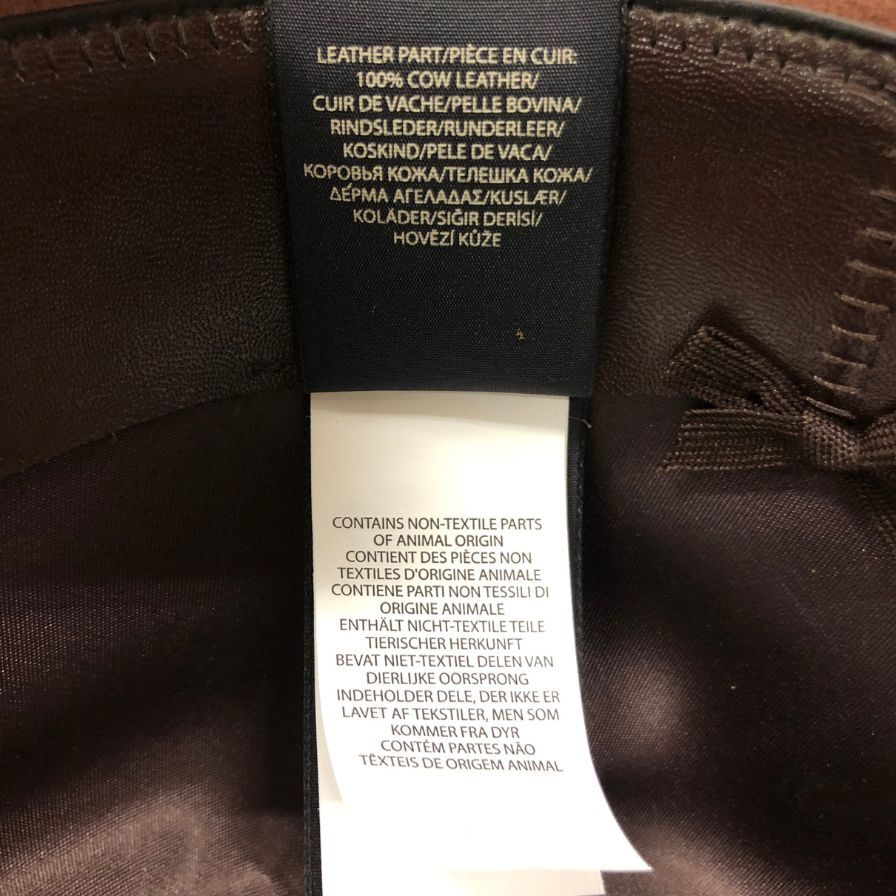 LEATHER PART/PIÈCE EN CUIR:
100% COW LEATHER/
CUIR DE VACHE/PELLE BOVINA/
RINDSLEDER/RUNDERLEER/
KOSKIND/PELE DE VACA/
КОРОВЬЯ КОЖА/ТЕЛЕШКА КОЖА/
ΔΈΡΜΑ ΑΓΕΛΑΔΑΣ/KUSLÆR/
KOLÄDER/SIĞIR DERİSİ/
HOVĚZÍ KŮŽE
CONTAINS NON-TEXTILE PARTS
OF ANIMAL ORIGIN
CONTIENT DES PIÈCES NON
TEXTILES D'ORIGINE ANIMALE
CONTIENE PARTI NON TESSILI DI
ORIGINE ANIMALE
ENTHÄLT NICHT-TEXTILE TEILE
TIERISCHER HERKUNFT
BEVAT NIET-TEXTIEL DELEN VAN
DIERLIJKE OORSPRONG
INDEHOLDER DELE, DER IKKE ER
LAVET AF TEKSTILER, MEN SOM
KOMMER FRA DYR
CONTÉM PARTES NÃO
TÊXTEIS DE ORIGEM ANIMAL